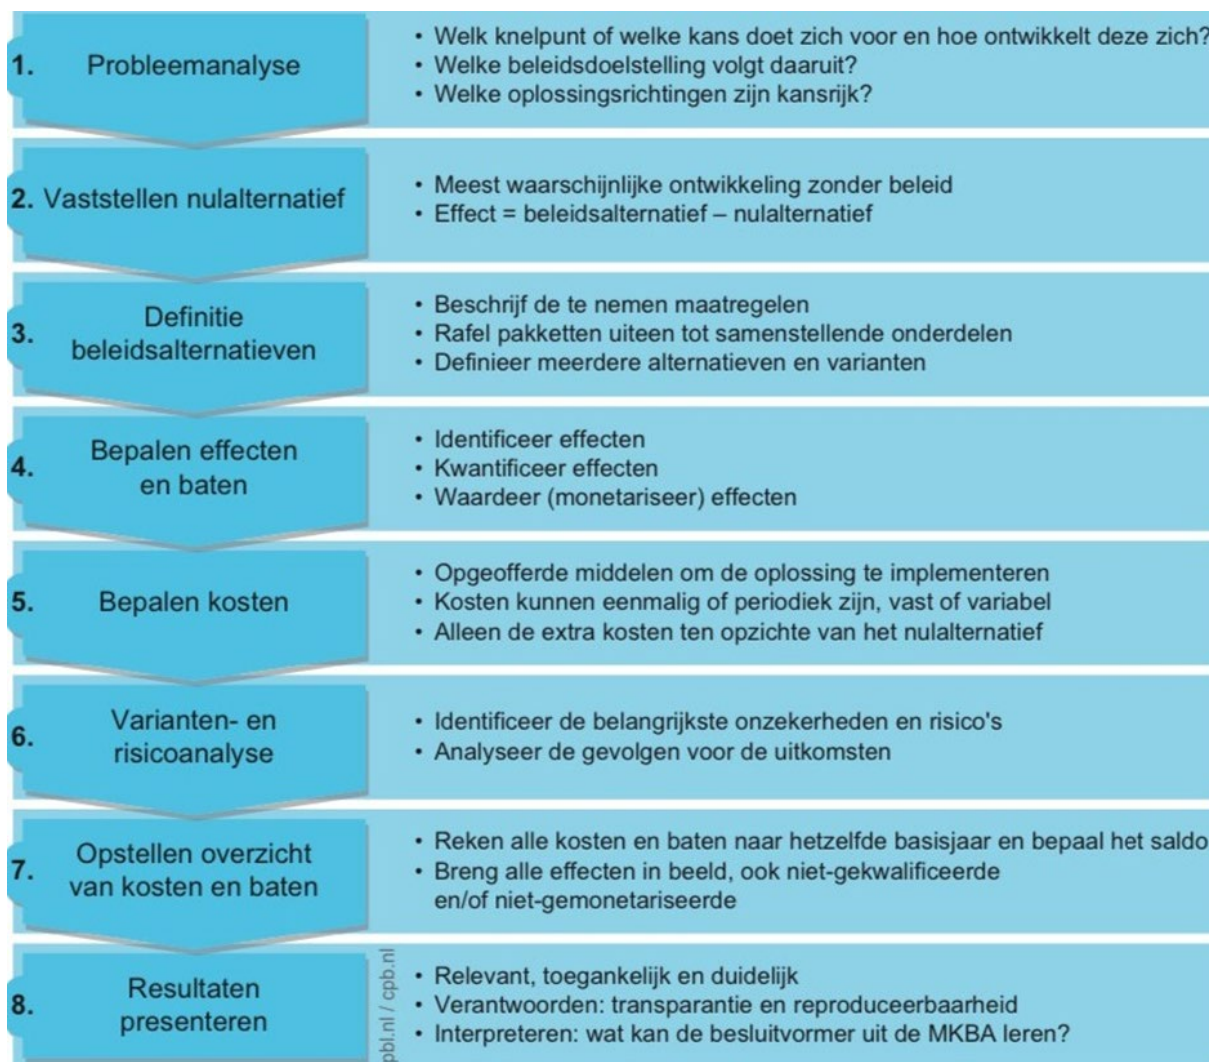 1. Probleemanalyse
• Welk knelpunt of welke kans doet zich voor en hoe ontwikkelt deze zich?
• Welke beleidsdoelstelling volgt daaruit?
• Welke oplossingsrichtingen zijn kansrijk?
2. Vaststellen nulalternatief
• Meest waarschijnlijke ontwikkeling zonder beleid
• Effect = beleidsalternatief – nulalternatief
3. Definitie
beleidsalternatieven
• Beschrijf de te nemen maatregelen
• Rafel pakketten uiteen tot samenstellende onderdelen
• Definieer meerdere alternatieven en varianten
4. Bepalen effecten
en baten
• Identificeer effecten
• Kwantificeer effecten
• Waardeer (monetariseer) effecten
5. Bepalen kosten
• Opgeofferde middelen om de oplossing te implementeren
• Kosten kunnen eenmalig of periodiek zijn, vast of variabel
• Alleen de extra kosten ten opzichte van het nulalternatief
6. Varianten- en
risicoanalyse
• Identificeer de belangrijkste onzekerheden en risico's
• Analyseer de gevolgen voor de uitkomsten
7. Opstellen overzicht
van kosten en baten
• Reken alle kosten en baten naar hetzelfde basisjaar en bepaal het saldo
• Breng alle effecten in beeld, ook niet-gekwalificeerde
en/of niet-gemonetariseerde
8. Resultaten
presenteren
• Relevant, toegankelijk en duidelijk
• Verantwoorden: transparantie en reproduceerbaarheid
• Interpreteren: wat kan de besluitvormer uit de MKBA leren?
pbl.nl / cpb.nl